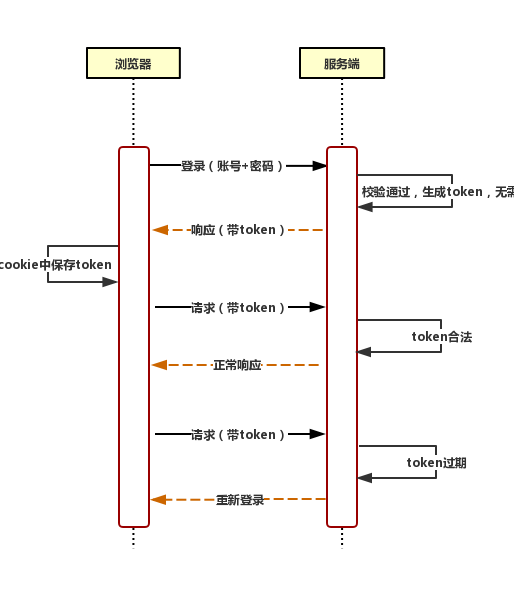 浏览器
服务端
登录（账号+密码）
校验通过，生成token，无需
响应（带token）
cookie中保存token
请求（带token）
token合法
正常响应
请求（带token）
token过期
重新登录